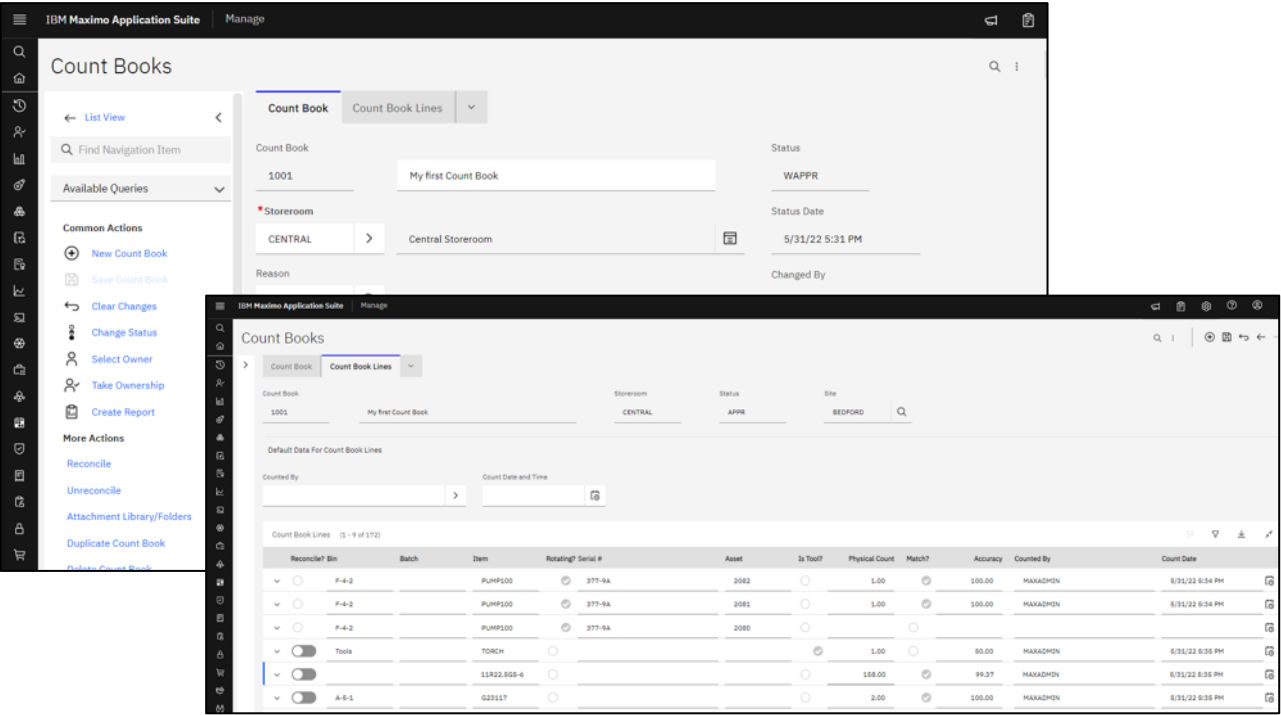 IBM Maximo Application Suite Manage
Count Books
List View
Find Navigation Item
Available Queries
Common Actions
New Count Book
Save Count Book
Clear Changes
Change Status
Select Owner
Take Ownership
Create Report
More Actions
Reconcile
Unreconcile
Attachment Library/Folders
Duplicate Count Book
Delete Count Book
Count Book Count Book Lines
Count Book Status
1001 My first Count Book WAPPR
*Storeroom Status Date
CENTRAL Central Storeroom 5/31/22 5:31 PM
Reason Changed By
IBM Maximo Application Suite Manage
Count Books
Count Book Count Book Lines
Count Book Storeroom Status Site
1001 My first Count Book CENTRAL APPR BEDFORD
Default Data For Count Book Lines
Counted By Count Date and Time
Count Book Lines (1 - 9 of 172)
Reconcile? Bin Batch Item Rotating? Serial # Asset Is Tool? Physical Count Match? Accuracy Counted By Count Date
F-4-2 PUMP100 377-9A 2082 1.00 100.00 MAXADMIN 5/31/22 5:34 PM
F-4-2 PUMP100 377-9A 2081 1.00 100.00 MAXADMIN 5/31/22 5:34 PM
F-4-2 PUMP100 377-9A 2080
Tools TORCH 1.00 50.00 MAXADMIN 5/31/22 5:35 PM
11R22.5G5-6 158.00 99.37 MAXADMIN 5/31/22 5:35 PM
A-5-1 G23117 2.00 100.00 MAXADMIN 5/31/22 5:35 PM